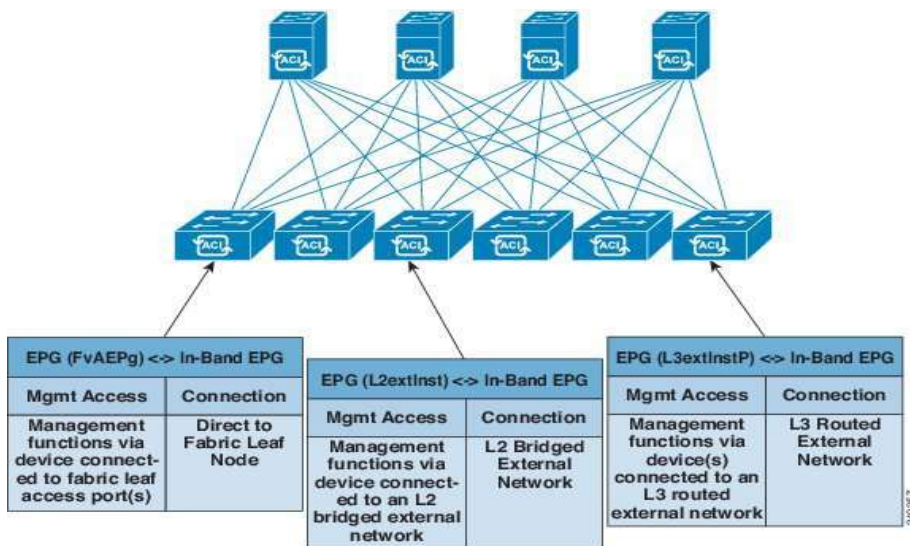 ACI ACI ACI ACI
ACI ACI ACI ACI ACI ACI
EPG (FvAEPg) <-> In-Band EPG
Mgmt Access
Connection
Management
functions via
device connect-
ed to fabric leaf
access port(s)
Direct to
Fabric Leaf
Node
EPG (L2extInst) <-> In-Band EPG
Mgmt Access
Connection
Management
functions via
device connect-
ed to an L2
bridged external
network
L2 Bridged
External
Network
EPG (L3extInstP) <-> In-Band EPG
Mgmt Access
Connection
Management
functions via
device(s)
connected to an
L3 routed
external network
L3 Routed
External
Network